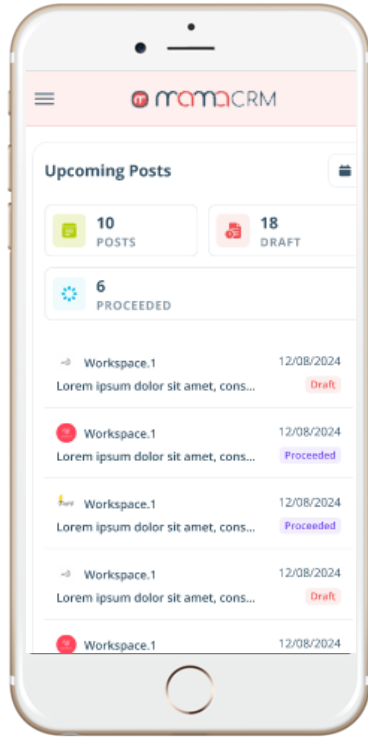 mamaCRM
Upcoming Posts
10
POSTS
18
DRAFT
6
PROCEEDED
Workspace.1 12/08/2024
Lorem ipsum dolor sit amet, cons... Draft
Workspace.1 12/08/2024
Lorem ipsum dolor sit amet, cons... Proceeded
Workspace.1 12/08/2024
Lorem ipsum dolor sit amet, cons... Proceeded
Workspace.1 12/08/2024
Lorem ipsum dolor sit amet, cons... Draft
Workspace.1 12/08/2024